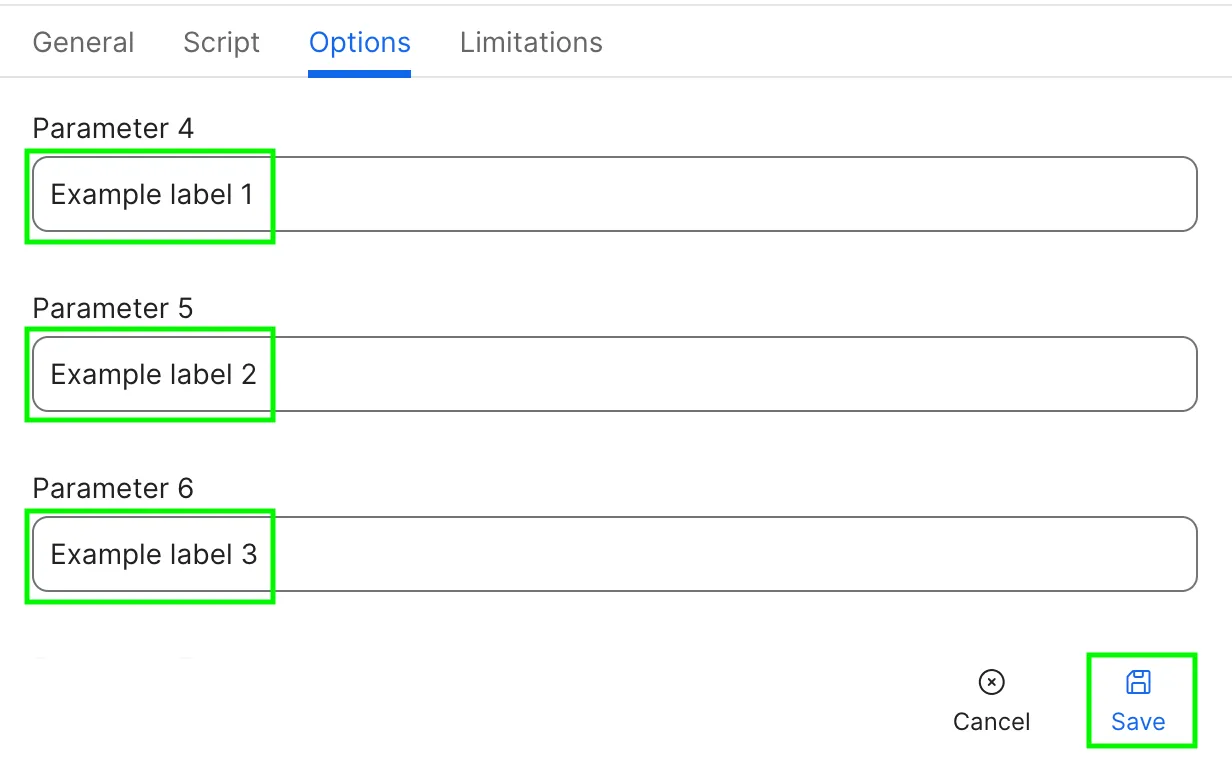 General Script Options Limitations
Parameter 4
Example label 1
Parameter 5
Example label 2
Parameter 6
Example label 3
Cancel Save